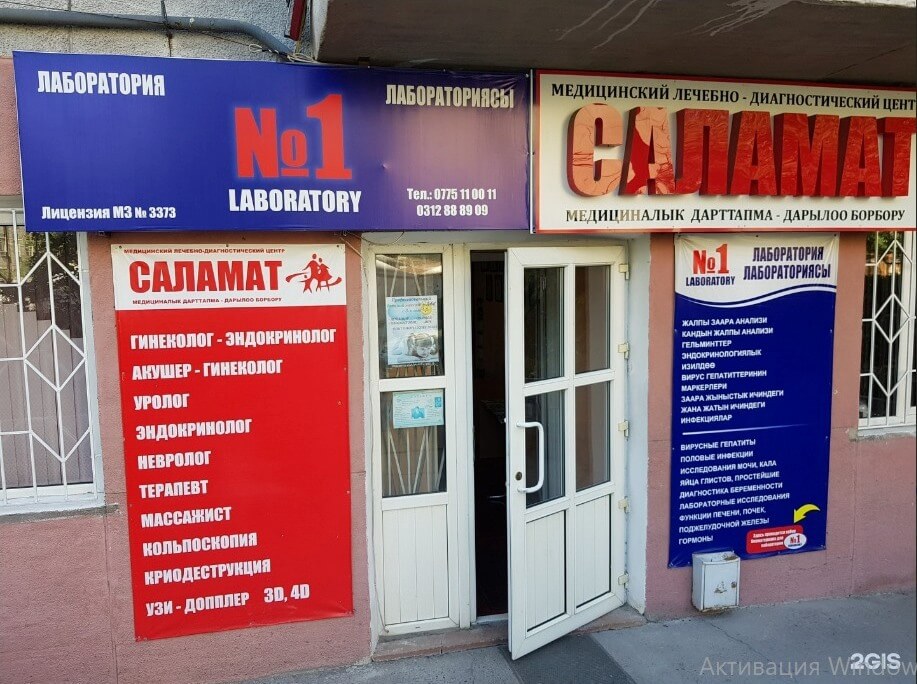 ЛАБОРАТОРИЯ
ЛАБОРАТОРИЯСЫ
№1
LABORATORY
Лицензия МЗ № 3373
Тел.: 0775 11 00 11
0312 88 89 09
МЕДИЦИНСКИЙ ЛЕЧЕБНО - ДИАГНОСТИЧЕСКИЙ ЦЕНТ
САЛАМАТ
МЕДИЦИНАЛЫК ДАРТТАПМА - ДАРЫЛОО БОРБОРУ
МЕДИЦИНСКИЙ ЛЕЧЕБНО-ДИАГНОСТИЧЕСКИЙ ЦЕНТР
САЛАМАТ
МЕДИЦИНАЛЫК ДАРТТАПМА - ДАРЫЛОО БОРБОРУ
ГИНЕКОЛОГ - ЭНДОКРИНОЛОГ
АКУШЕР - ГИНЕКОЛОГ
УРОЛОГ
ЭНДОКРИНОЛОГ
НЕВРОЛОГ
ТЕРАПЕВТ
МАССАЖИСТ
КОЛЬПОСКОПИЯ
КРИОДЕСТРУКЦИЯ
УЗИ - ДОППЛЕР 3D, 4D
№1
LABORATORY
ЛАБОРАТОРИЯ
ЛАБОРАТОРИЯСЫ
ЖАЛПЫ ЗААРА АНАЛИЗИ
КАНДЫН ЖАЛПЫ АНАЛИЗИ
ГЕЛЬМИНТТЕР
ЭНДОКРИНОЛОГИЯЛЫК
ИЗИЛДӨӨ
ВИРУС ГЕПАТИТТЕРИНИН
МАРКЕРЛЕРИ
ЗААРА ЖЫНЫСТЫК ИЧИНДЕГИ
ЖАНА ЖАТЫН ИЧИНДЕГИ
ИНФЕКЦИЯЛАР
ВИРУСНЫЕ ГЕПАТИТЫ
ПОЛОВЫЕ ИНФЕКЦИИ
ИССЛЕДОВАНИЯ МОЧИ, КАЛА
ЯЙЦА ГЛИСТОВ, ПРОСТЕЙШИЕ
ДИАГНОСТИКА БЕРЕМЕННОСТИ
ЛАБОРАТОРНЫЕ ИССЛЕДОВАНИЯ
ФУНКЦИИ ПЕЧЕНИ, ПОЧЕК,
ПОДЖЕЛУДОЧНОЙ ЖЕЛЕЗЫ
ГОРМОНЫ
№1
2GIS
Активация Window